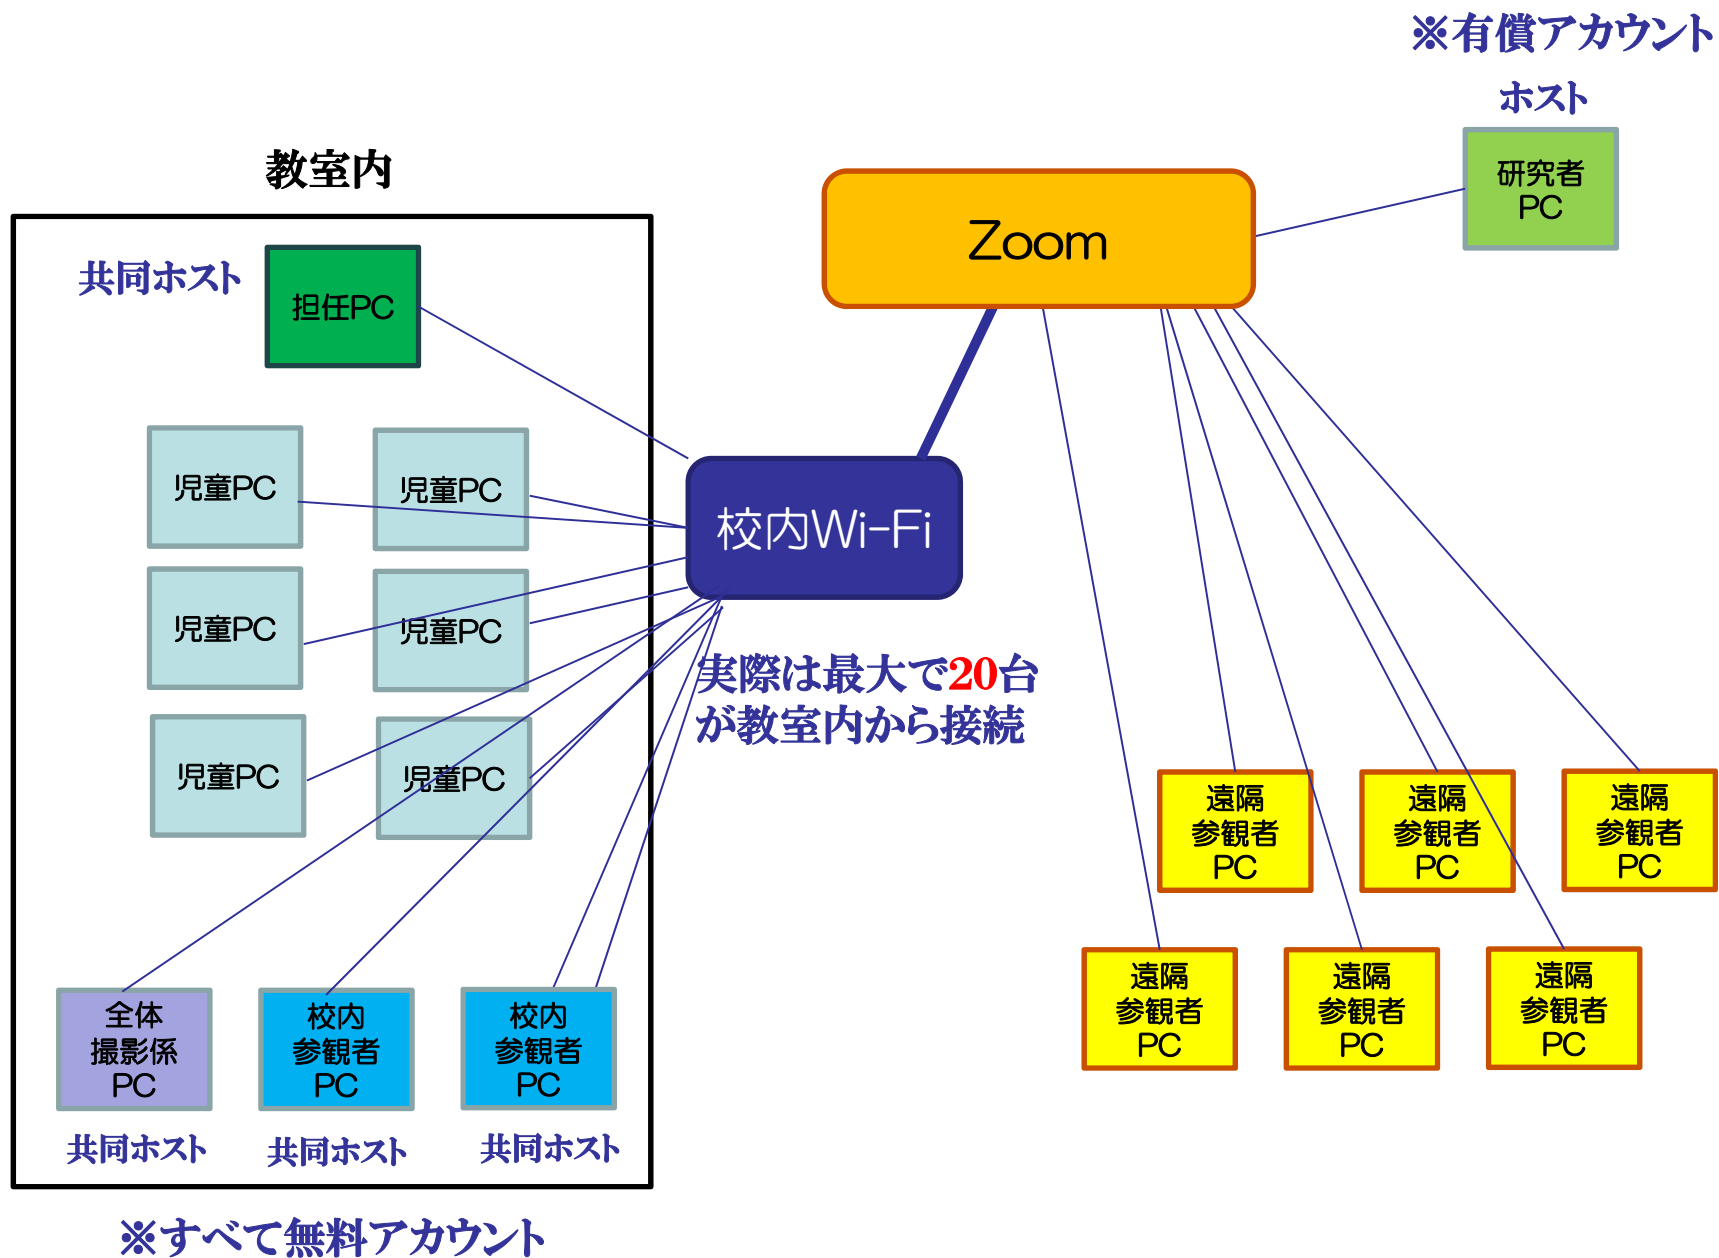 ※有償アカウント
ホスト
研究者
PC
Zoom
教室内
共同ホスト
担任PC
児童PC
児童PC
校内Wi-Fi
児童PC
児童PC
実際は最大で20台
が教室内から接続
児童PC
児童PC
遠隔
参観者
PC
遠隔
参観者
PC
遠隔
参観者
PC
遠隔
参観者
PC
遠隔
参観者
PC
遠隔
参観者
PC
全体
撮影係
PC
校内
参観者
PC
校内
参観者
PC
共同ホスト
共同ホスト
共同ホスト
※すべて無料アカウント